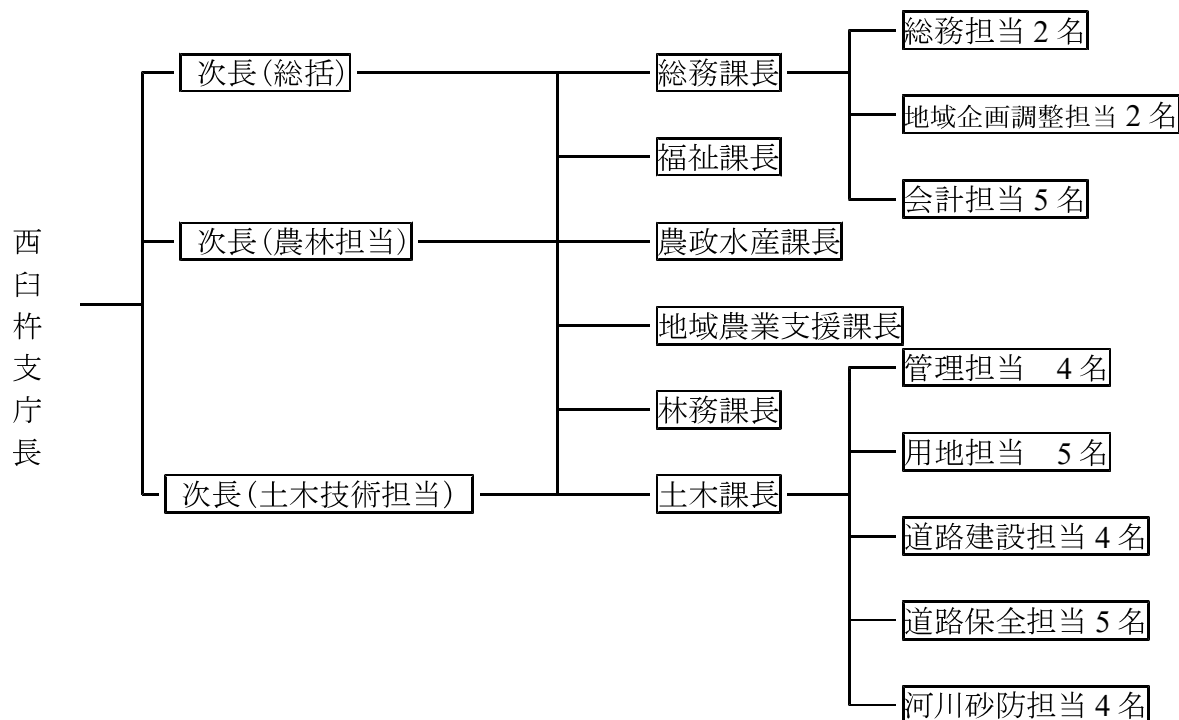 西臼杵支庁長
次長(総括)
次長(農林担当)
次長(土木技術担当)
総務課長
福祉課長
農政水産課長
地域農業支援課長
林務課長
土木課長
総務担当 2 名
地域企画調整担当 2 名
会計担当 5 名
管理担当 4 名
用地担当 5 名
道路建設担当 4 名
道路保全担当 5 名
河川砂防担当 4 名